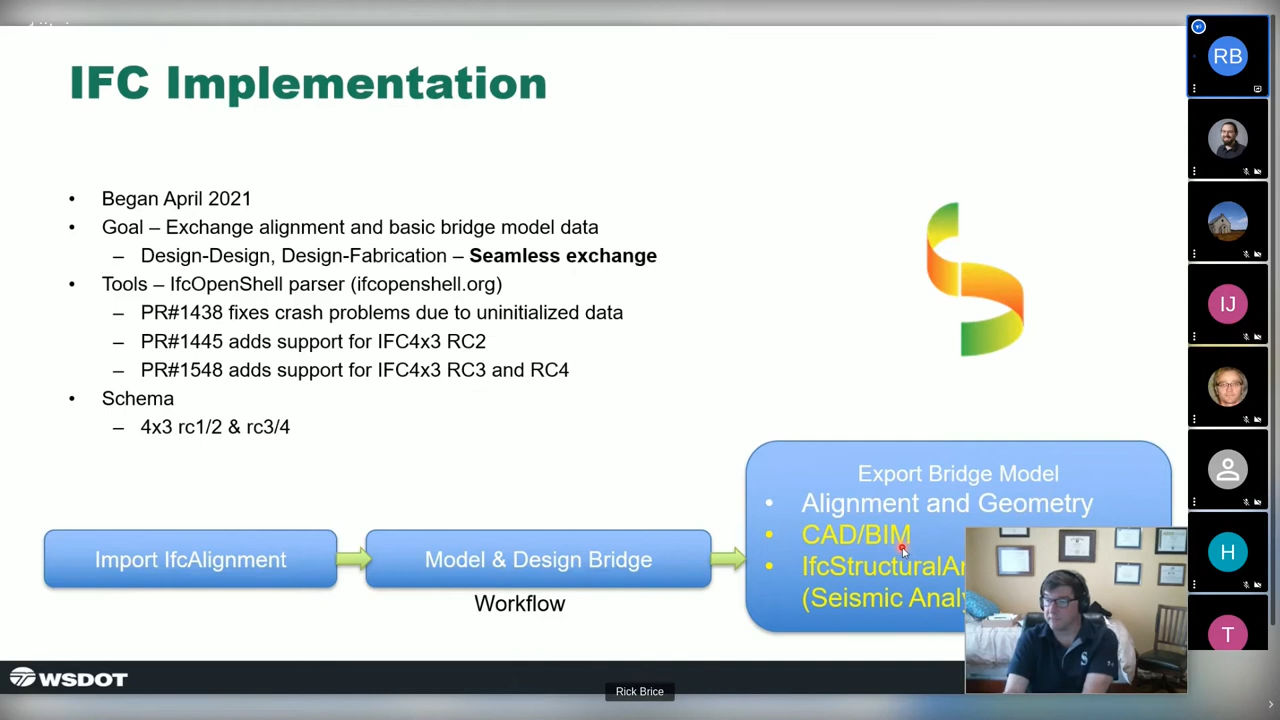 IFC Implementation
• Began April 2021
• Goal – Exchange alignment and basic bridge model data
– Design-Design, Design-Fabrication – Seamless exchange
• Tools – IfcOpenShell parser (ifcopenshell.org)
– PR#1438 fixes crash problems due to uninitialized data
– PR#1445 adds support for IFC4x3 RC2
– PR#1548 adds support for IFC4x3 RC3 and RC4
• Schema
– 4x3 rc1/2 & rc3/4
Import IfcAlignment
Model & Design Bridge
Workflow
Export Bridge Model
• Alignment and Geometry
• CAD/BIM
• IfcStructuralAn
(Seismic Analy
WSDOT
Rick Brice
RB
IJ
H
T